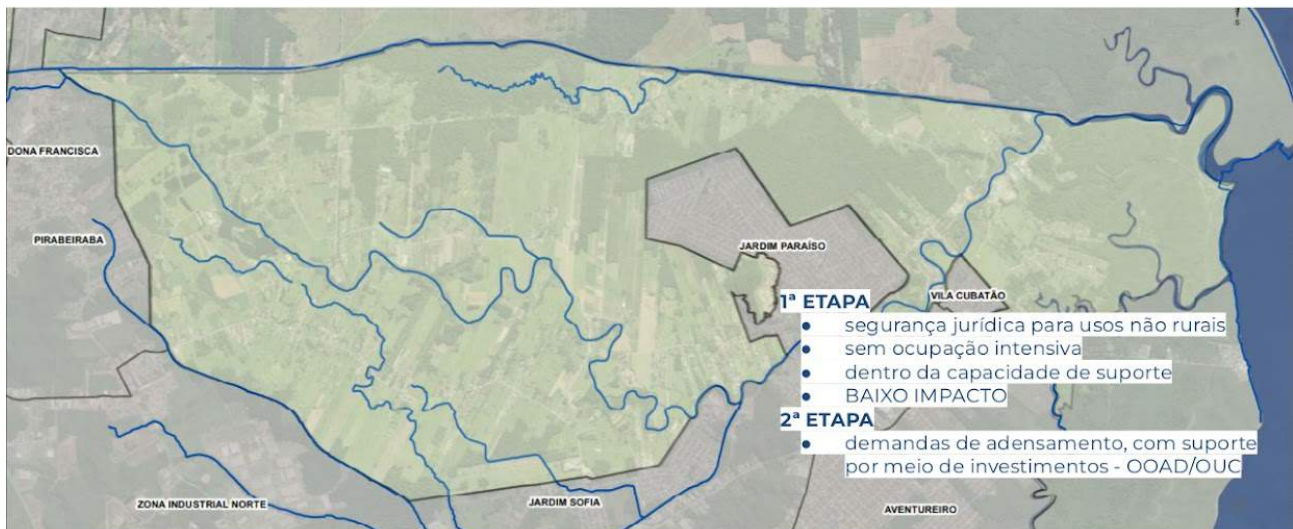 DONA FRANCISCA
PIRABEIRABA
JARDIM PARAÍSO
VILA CUBATÃO
1ª ETAPA
• segurança jurídica para usos não rurais
• sem ocupação intensiva
• dentro da capacidade de suporte
• BAIXO IMPACTO
2ª ETAPA
• demandas de adensamento, com suporte
por meio de investimentos - OOAD/OUC
ZONA INDUSTRIAL NORTE
JARDIM SOFIA
AVENTUREIRO